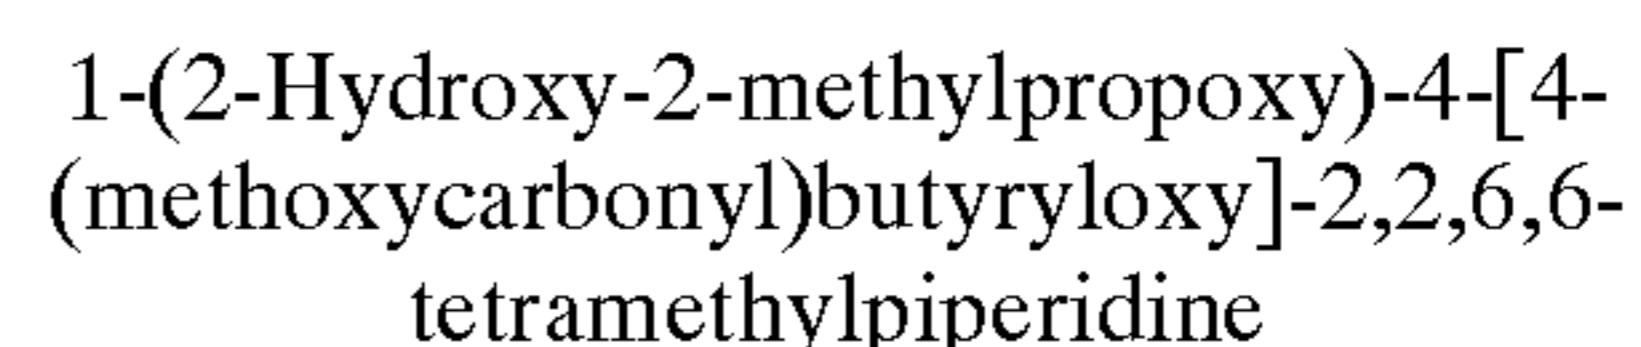 1-(2-Hydroxy-2-methylpropoxy)-4-[4-
(methoxycarbonyl)butyryloxy]-2,2,6,6-
tetramethylpiperidine